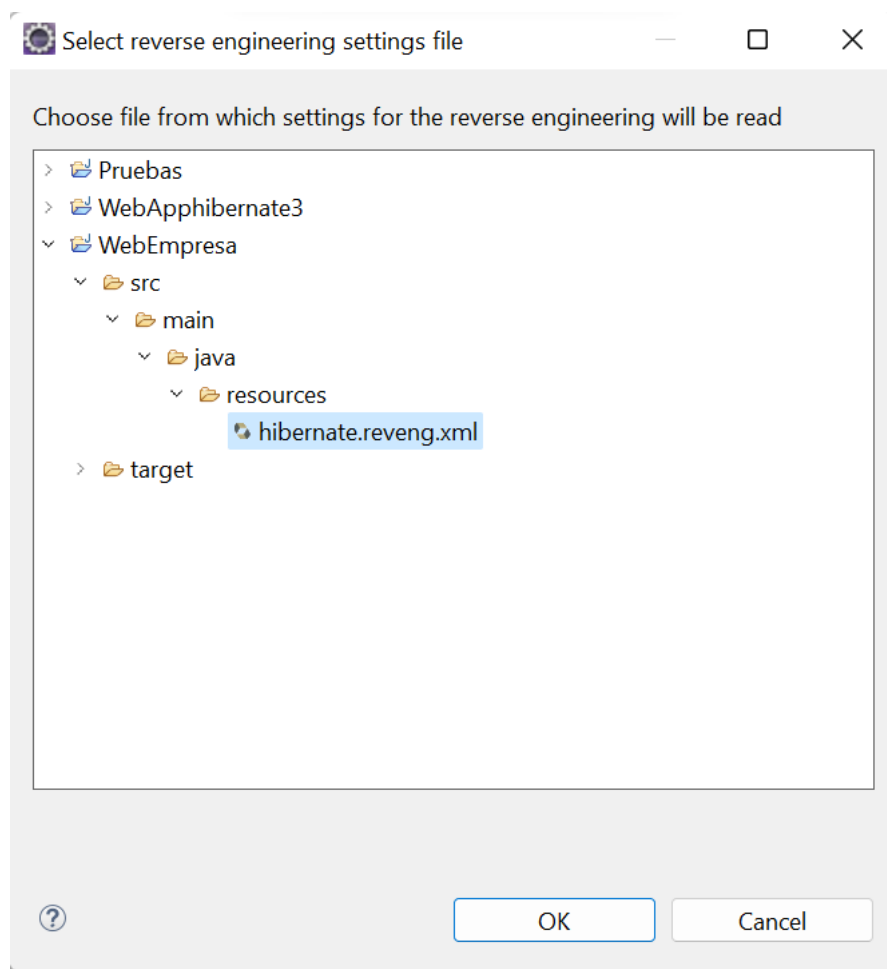 Select reverse engineering settings file
Choose file from which settings for the reverse engineering will be read
Pruebas
WebApphibernate3
WebEmpresa
src
main
java
resources
hibernate.reveng.xml
target
OK Cancel